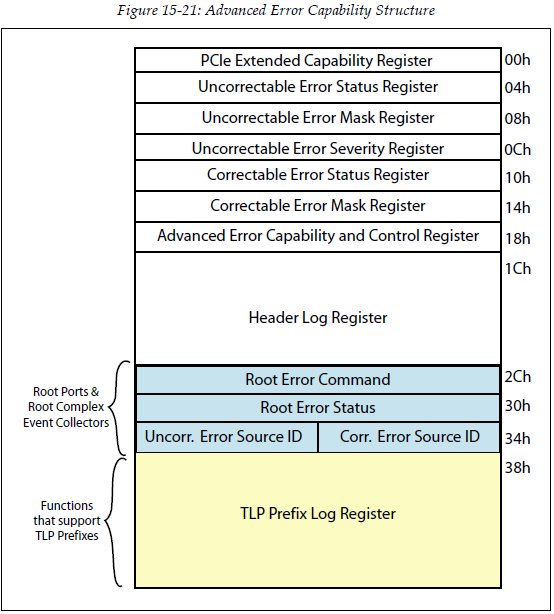 Figure 15-21: Advanced Error Capability Structure
PCIe Extended Capability Register 00h
Uncorrectable Error Status Register 04h
Uncorrectable Error Mask Register 08h
Uncorrectable Error Severity Register 0Ch
Correctable Error Status Register 10h
Correctable Error Mask Register 14h
Advanced Error Capability and Control Register 18h
1Ch
Header Log Register
Root Ports &
Root Complex
Event Collectors
Root Error Command 2Ch
Root Error Status 30h
Uncorr. Error Source ID Corr. Error Source ID 34h
38h
Functions
that support
TLP Prefixes
TLP Prefix Log Register